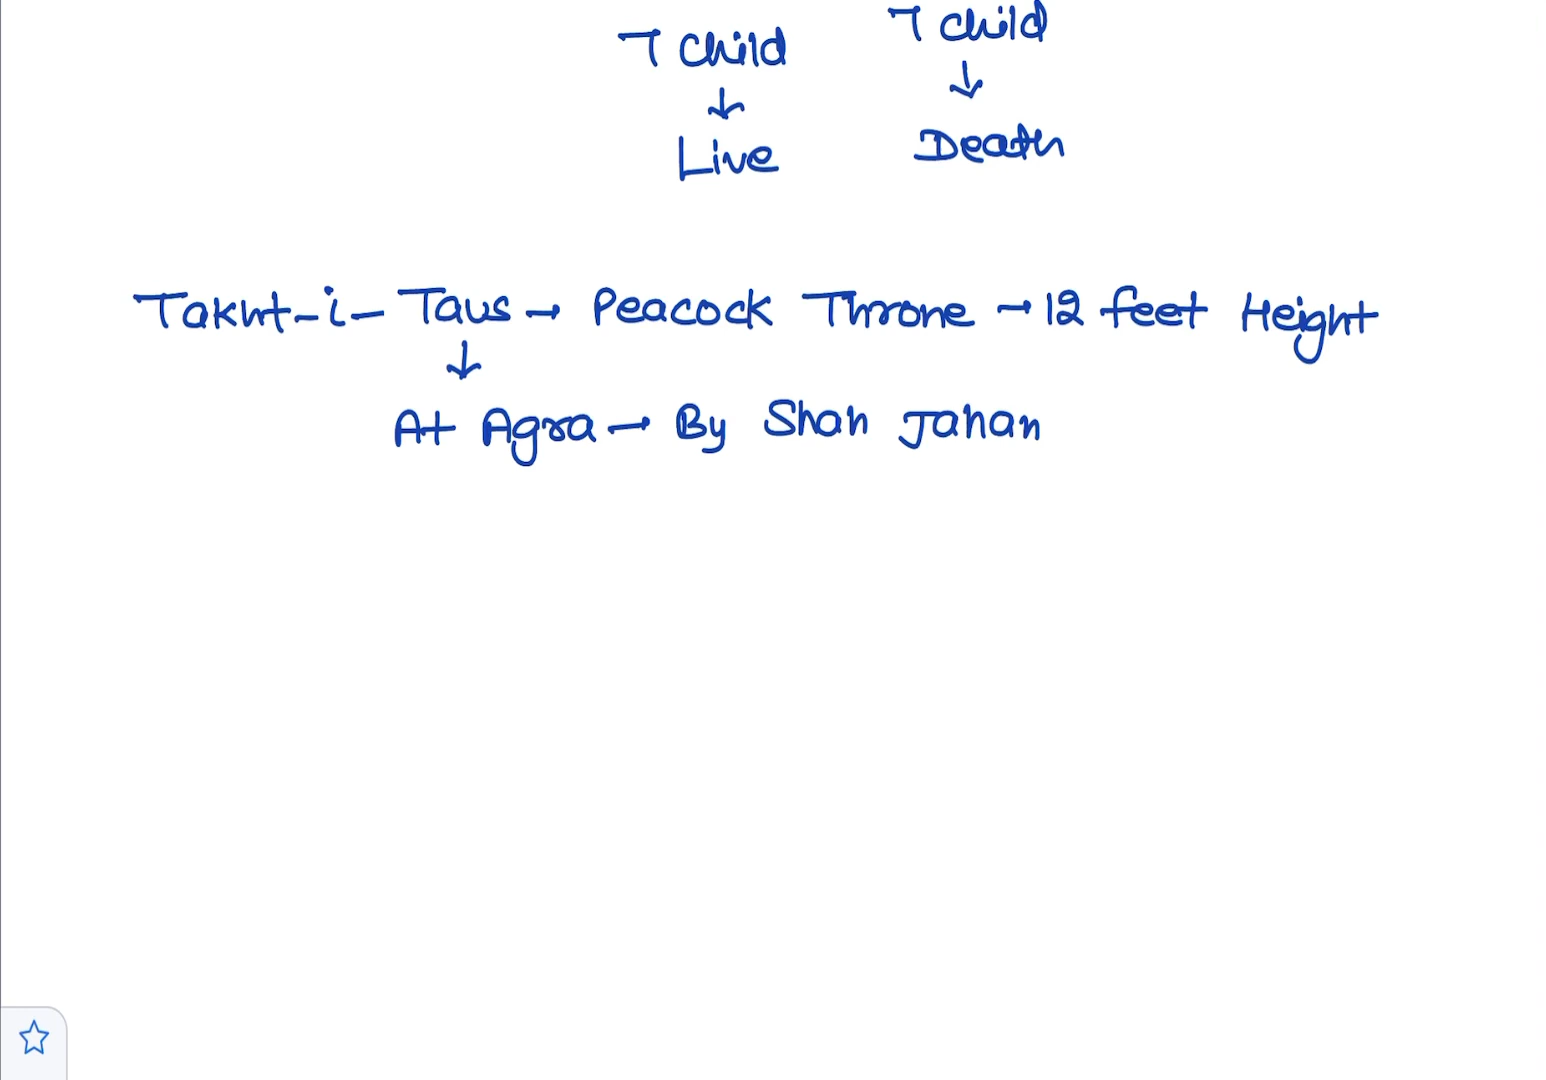 7 child 7 child
↓ ↓
Live Death
Takht-i- Taus → Peacock Throne → 12 feet Height
↓
At Agra → By Shah Jahan